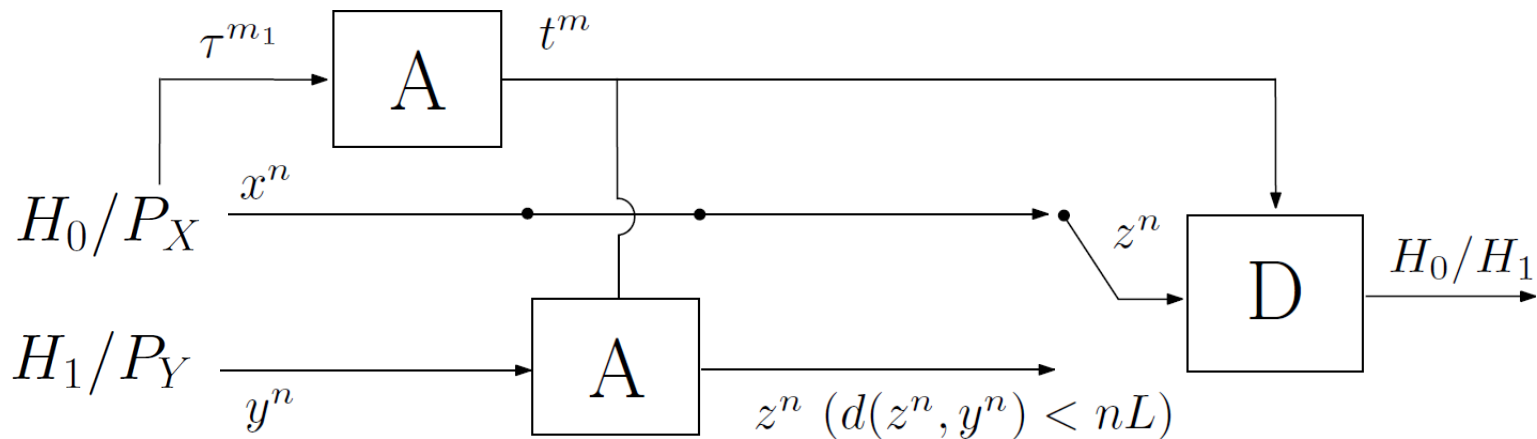 τ^{m_1}
A
t^m
H_0/P_X
x^n
z^n
D
H_0/H_1
H_1/P_Y
y^n
A
z^n (d(z^n, y^n) < nL)